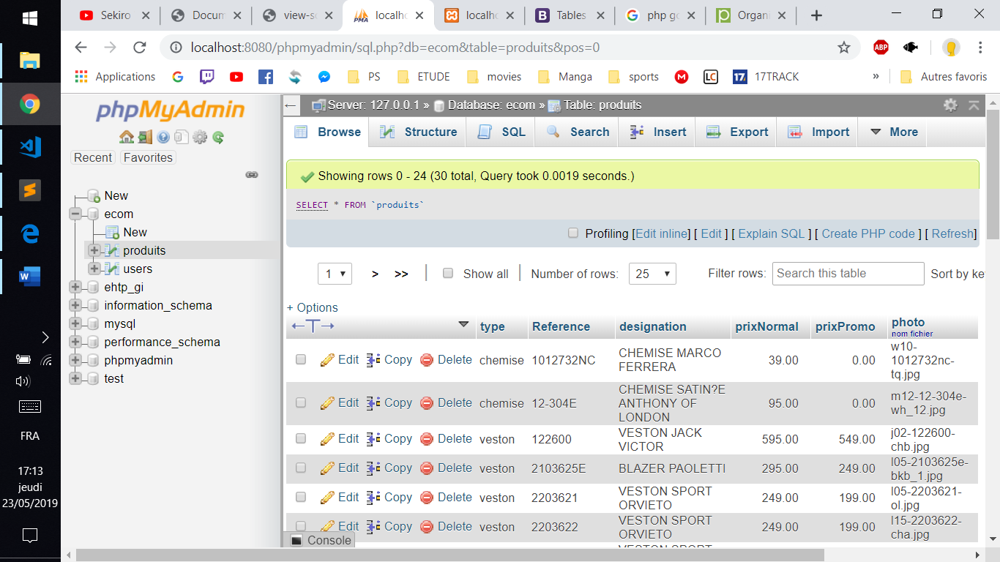 Sekiro
Docum
view-s
localho
localho
Tables
php ge
Organi
localhost:8080/phpmyadmin/sql.php?db=ecom&table=produits&pos=0
ABP
Applications
PS
ETUDE
movies
Manga
sports
M
LC
17.
17TRACK
»
Autres favoris
phpMyAdmin
Recent
Favorites
New
ecom
New
produits
users
ehtp_gi
information_schema
mysql
performance_schema
phpmyadmin
test
Server: 127.0.0.1 » Database: ecom » Table: produits
Browse
Structure
SQL
Search
Insert
Export
Import
More
Showing rows 0 - 24 (30 total, Query took 0.0019 seconds.)
SELECT * FROM `produits`
Profiling [Edit inline] [ Edit ] [ Explain SQL ] [ Create PHP code ] [ Refresh]
1
> >>
Show all
Number of rows:
25
Filter rows:
Search this table
Sort by ke
+ Options
type
Reference
designation
prixNormal
prixPromo
photo
nom fichier
Edit Copy Delete chemise 1012732NC CHEMISE MARCO FERRERA 39.00 0.00 w10-1012732nc-tq.jpg
Edit Copy Delete chemise 12-304E CHEMISE SATIN?E ANTHONY OF LONDON 95.00 0.00 m12-12-304e-wh_12.jpg
Edit Copy Delete veston 122600 VESTON JACK VICTOR 595.00 549.00 j02-122600-chb.jpg
Edit Copy Delete veston 2103625E BLAZER PAOLETTI 295.00 249.00 l05-2103625e-bkb_1.jpg
Edit Copy Delete veston 2203621 VESTON SPORT ORVIETO 249.00 199.00 l05-2203621-ol.jpg
Edit Copy Delete veston 2203622 VESTON SPORT ORVIETO 249.00 199.00 l15-2203622-cha.jpg
VESTON SPORT
Console
FRA
17:13
jeudi
23/05/2019